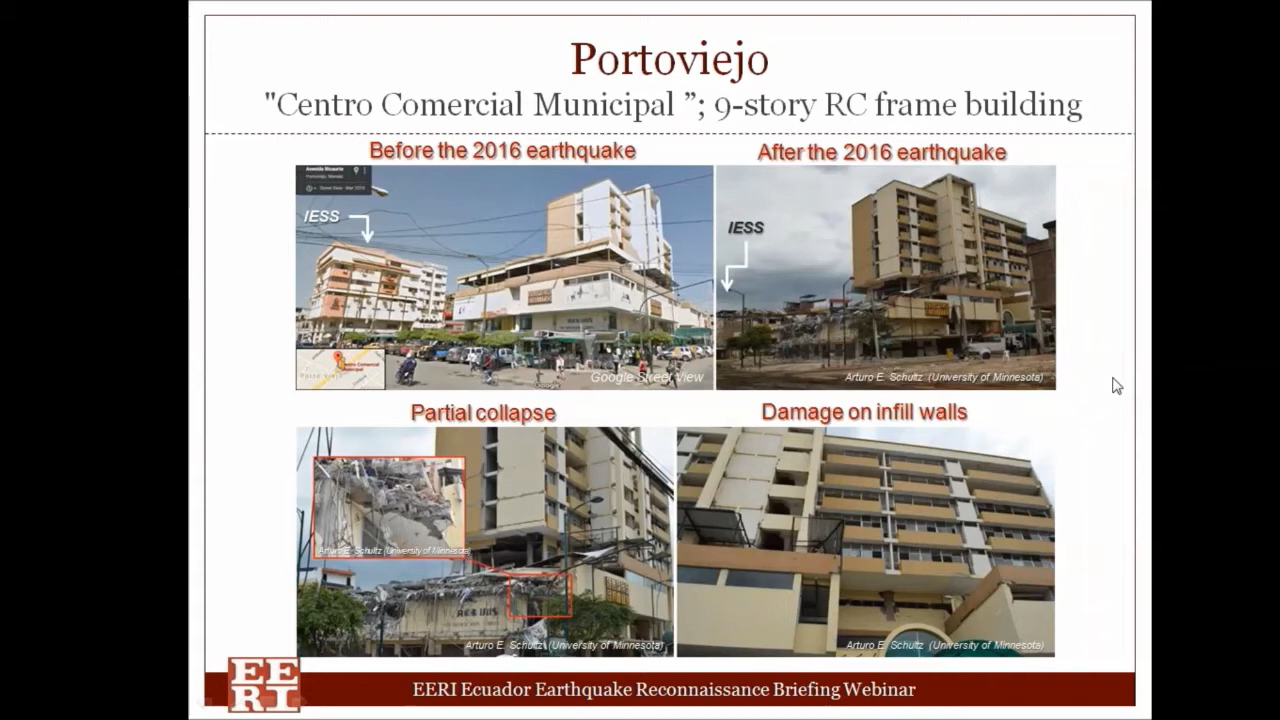 Portoviejo
"Centro Comercial Municipal ”; 9-story RC frame building
Before the 2016 earthquake
After the 2016 earthquake
IESS
Google Street View
IESS
Arturo E. Schultz (University of Minnesota)
Partial collapse
Damage on infill walls
Arturo E. Schultz (University of Minnesota)
Arturo E. Schultz (University of Minnesota)
Arturo E. Schultz (University of Minnesota)
EE
RI
EERI Ecuador Earthquake Reconnaissance Briefing Webinar